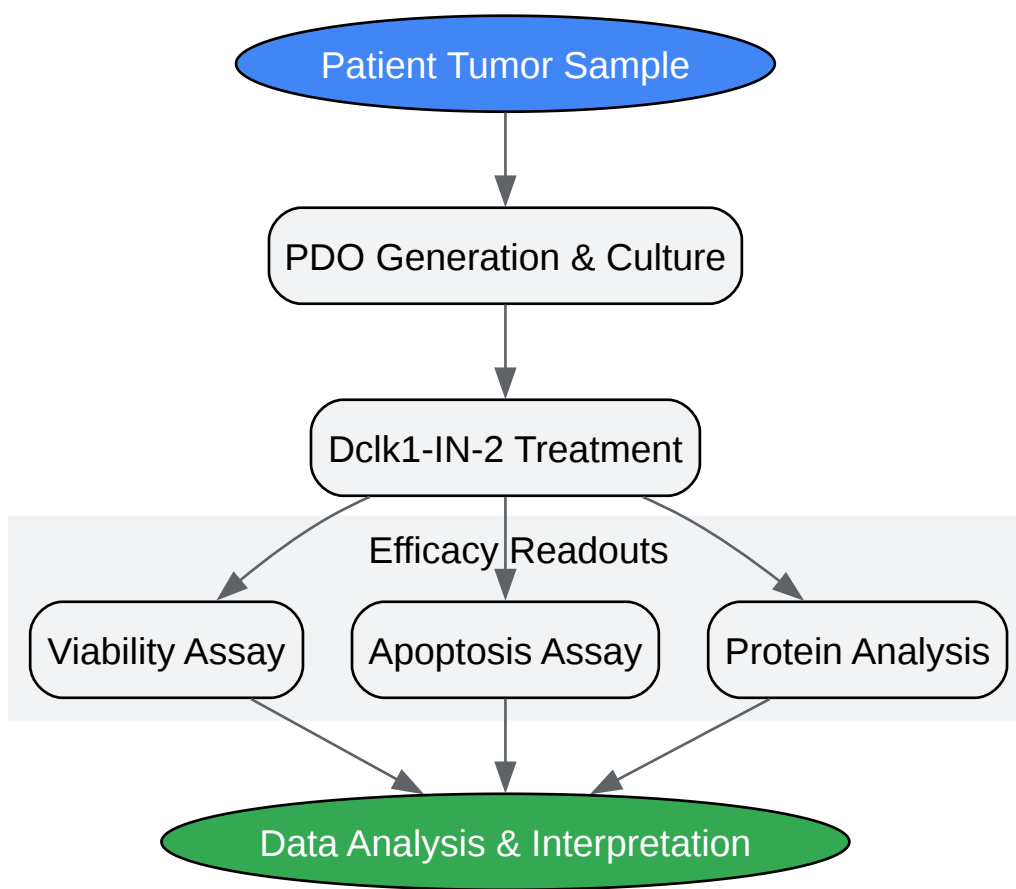 Patient Tumor Sample
PDO Generation & Culture
Dclk1-IN-2 Treatment
Efficacy Readouts
Viability Assay
Apoptosis Assay
Protein Analysis
Data Analysis & Interpretation